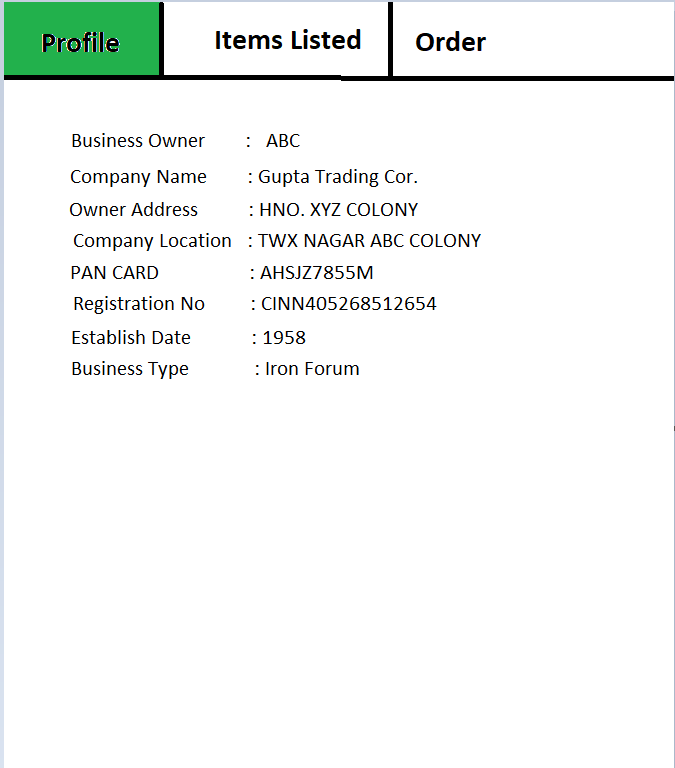 Profile Items Listed Order
Business Owner : ABC
Company Name : Gupta Trading Cor.
Owner Address : HNO. XYZ COLONY
Company Location : TWX NAGAR ABC COLONY
PAN CARD : AHSJZ7855M
Registration No : CINN405268512654
Establish Date : 1958
Business Type : Iron Forum